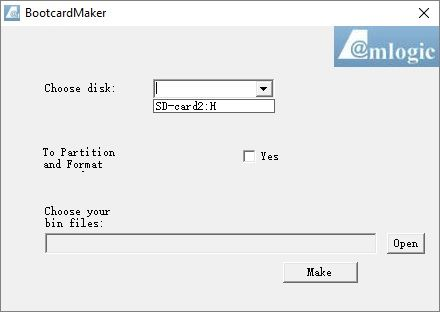 BootcardMaker
@mlogic
Choose disk:
SD-card2:H
To Partition
and Format
Yes
Choose your
bin files:
Open
Make